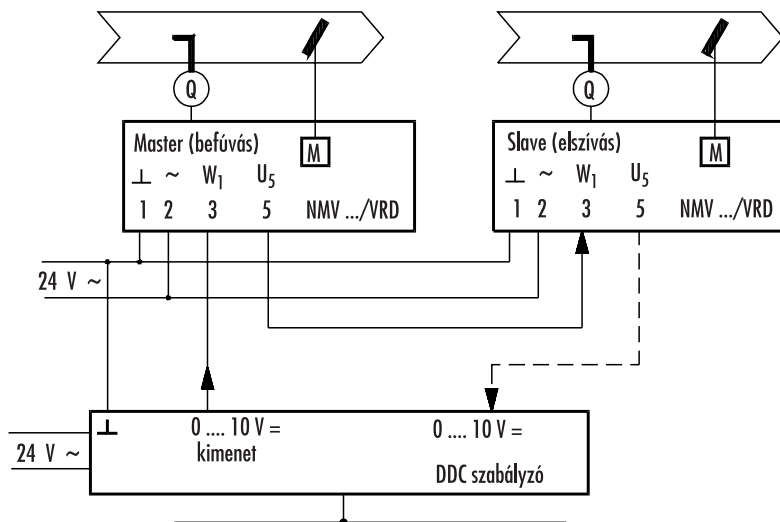 Q
Q
Master (befúvás)
M
⊥ ~ W1 U5
1 2 3 5 NMV .../VRD
Slave (elszívás)
M
⊥ ~ W1 U5
1 2 3 5 NMV .../VRD
24 V ~
⊥
0 .... 10 V =
kimenet
0 .... 10 V =
24 V ~
DDC szabályzó